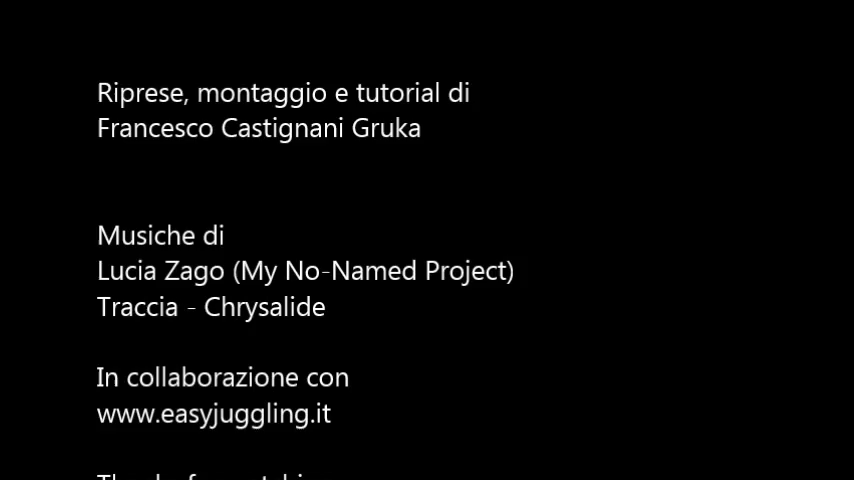 Riprese, montaggio e tutorial di
Francesco Castignani Gruka
Musiche di
Lucia Zago (My No-Named Project)
Traccia - Chrysalide
In collaborazione con
www.easyjuggling.it